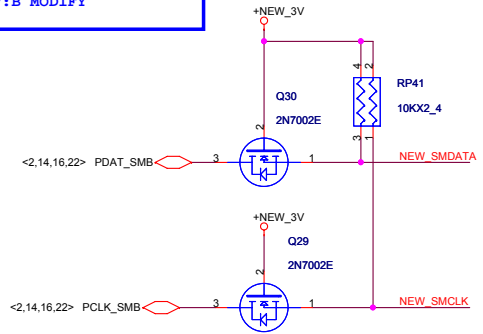 :B MODIFY
+NEW_3V
4
2
RP41
10KX2_4
3
1
Q30
2N7002E
2
<2,14,16,22> PDAT_SMB
3
1
NEW_SMDATA
+NEW_3V
Q29
2N7002E
2
<2,14,16,22> PCLK_SMB
3
1
NEW_SMCLK